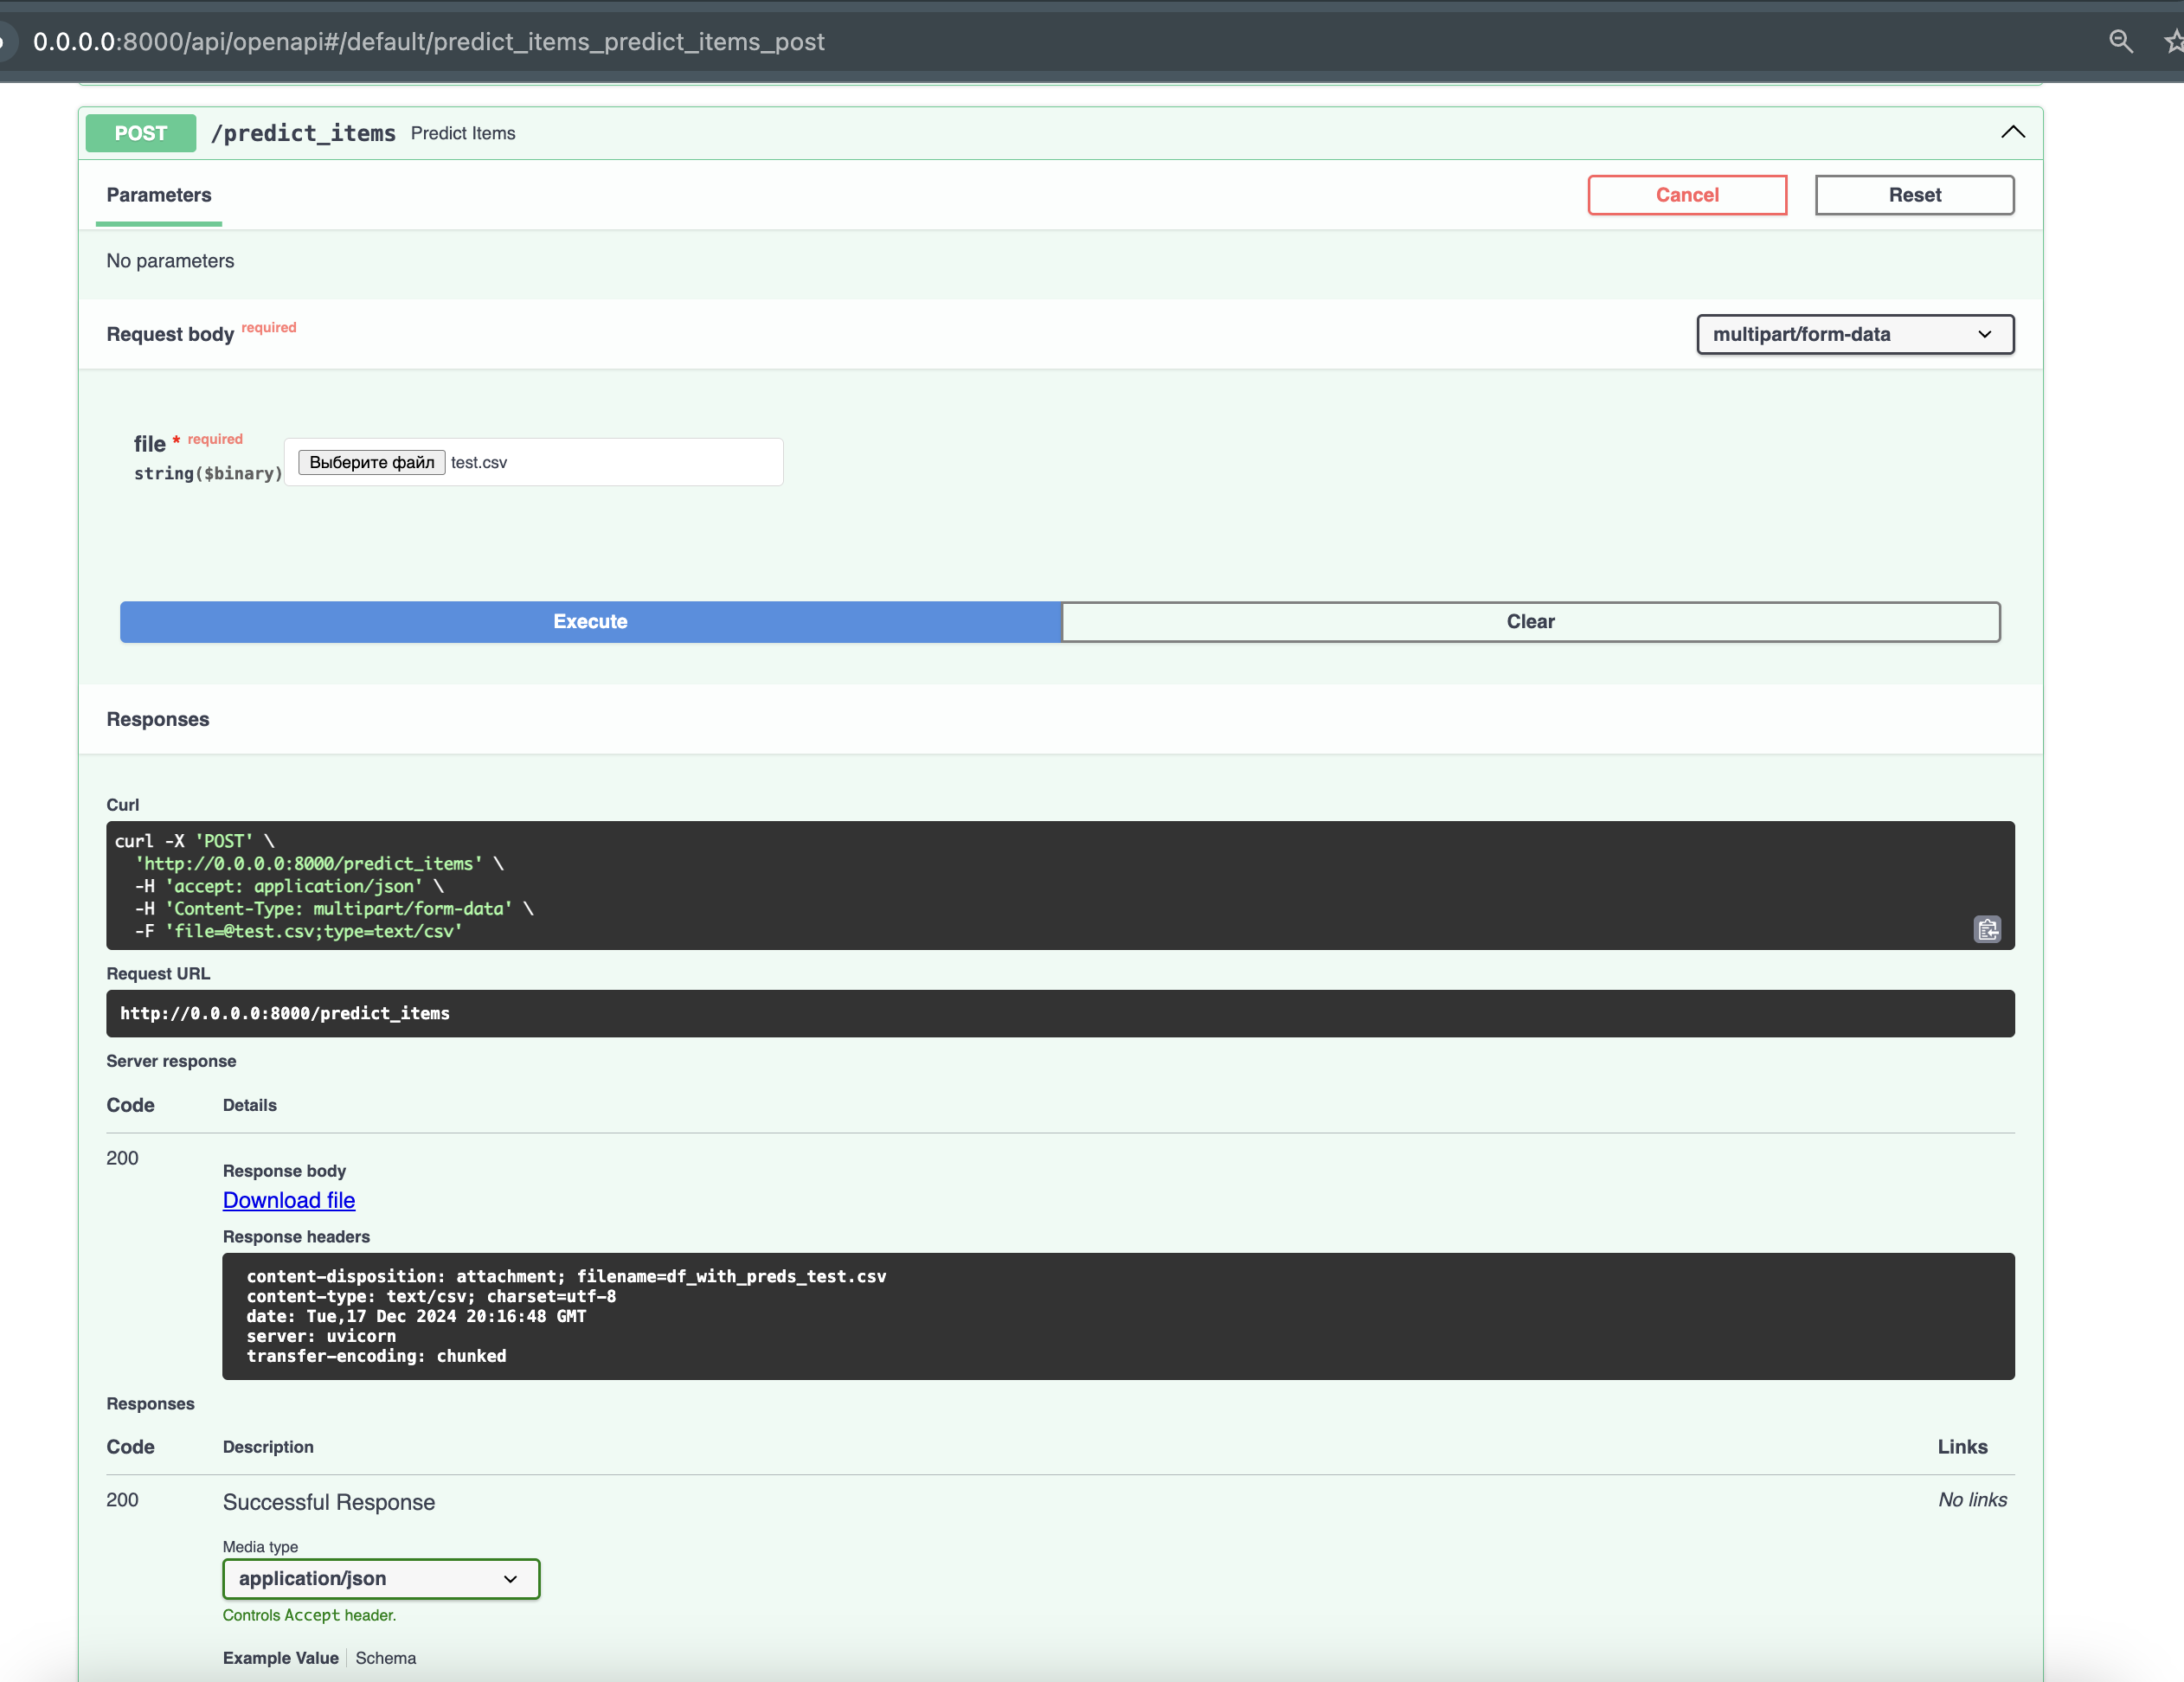 0.0.0.0:8000/api/openapi#/default/predict_items_predict_items_post
POST /predict_items Predict Items
Parameters
Cancel
Reset
No parameters
Request body required
multipart/form-data
file * required
string($binary)
Выберите файл test.csv
Execute
Clear
Responses
Curl
curl -X 'POST' \
'http://0.0.0.0:8000/predict_items' \
-H 'accept: application/json' \
-H 'Content-Type: multipart/form-data' \
-F 'file=@test.csv;type=text/csv'
Request URL
http://0.0.0.0:8000/predict_items
Server response
Code Details
200
Response body
Download file
Response headers
content-disposition: attachment; filename=df_with_preds_test.csv
content-type: text/csv; charset=utf-8
date: Tue,17 Dec 2024 20:16:48 GMT
server: uvicorn
transfer-encoding: chunked
Responses
Code Description Links
200 Successful Response No links
Media type
application/json
Controls Accept header.
Example Value Schema